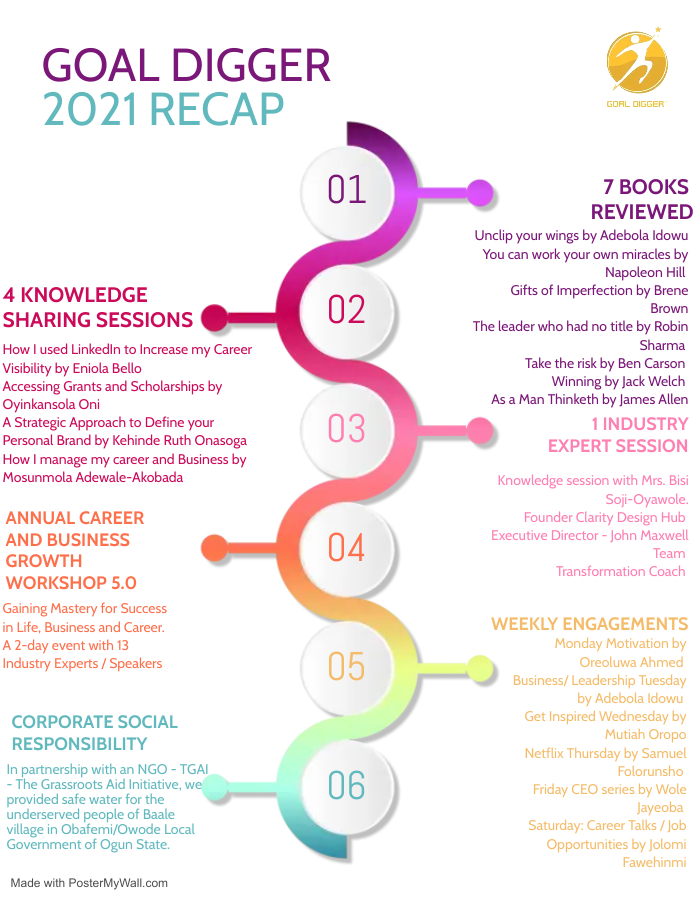 GOAL DIGGER
2021 RECAP
GOAL DIGGER
01
7 BOOKS
REVIEWED
Unclip your wings by Adebola Idowu
You can work your own miracles by
Napoleon Hill
Gifts of Imperfection by Brene
Brown
The leader who had no title by Robin
Sharma
Take the risk by Ben Carson
Winning by Jack Welch
As a Man Thinketh by James Allen
02
4 KNOWLEDGE
SHARING SESSIONS
How I used LinkedIn to Increase my Career
Visibility by Eniola Bello
Accessing Grants and Scholarships by
Oyinkansola Oni
A Strategic Approach to Define your
Personal Brand by Kehinde Ruth Onasoga
How I manage my career and Business by
Mosunmola Adewale-Akobada
03
1 INDUSTRY
EXPERT SESSION
Knowledge session with Mrs. Bisi
Soji-Oyawole.
Founder Clarity Design Hub
Executive Director - John Maxwell
Team
Transformation Coach
04
ANNUAL CAREER
AND BUSINESS
GROWTH
WORKSHOP 5.0
Gaining Mastery for Success
in Life, Business and Career.
A 2-day event with 13
Industry Experts / Speakers
05
WEEKLY ENGAGEMENTS
Monday Motivation by
Oreoluwa Ahmed
Business/ Leadership Tuesday
by Adebola Idowu
Get Inspired Wednesday by
Mutiah Oropo
Netflix Thursday by Samuel
Folorunsho
Friday CEO series by Wole
Jayeoba
Saturday: Career Talks / Job
Opportunities by Jolomi
Fawehinmi
06
CORPORATE SOCIAL
RESPONSIBILITY
In partnership with an NGO - TGAI
- The Grassroots Aid Initiative, we
provided safe water for the
underserved people of Baale
village in Obafemi/Owode Local
Government of Ogun State.
Made with PosterMyWall.com